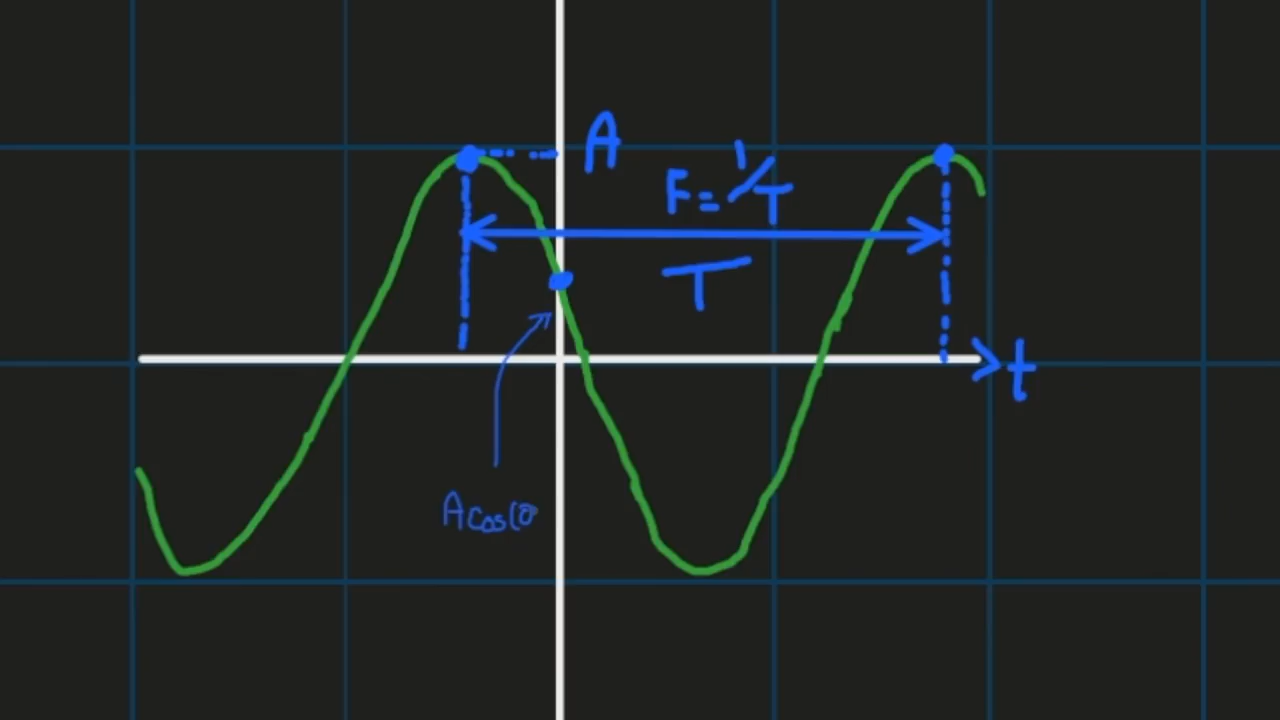 A
F = 1/T
T
t
Acos(θ